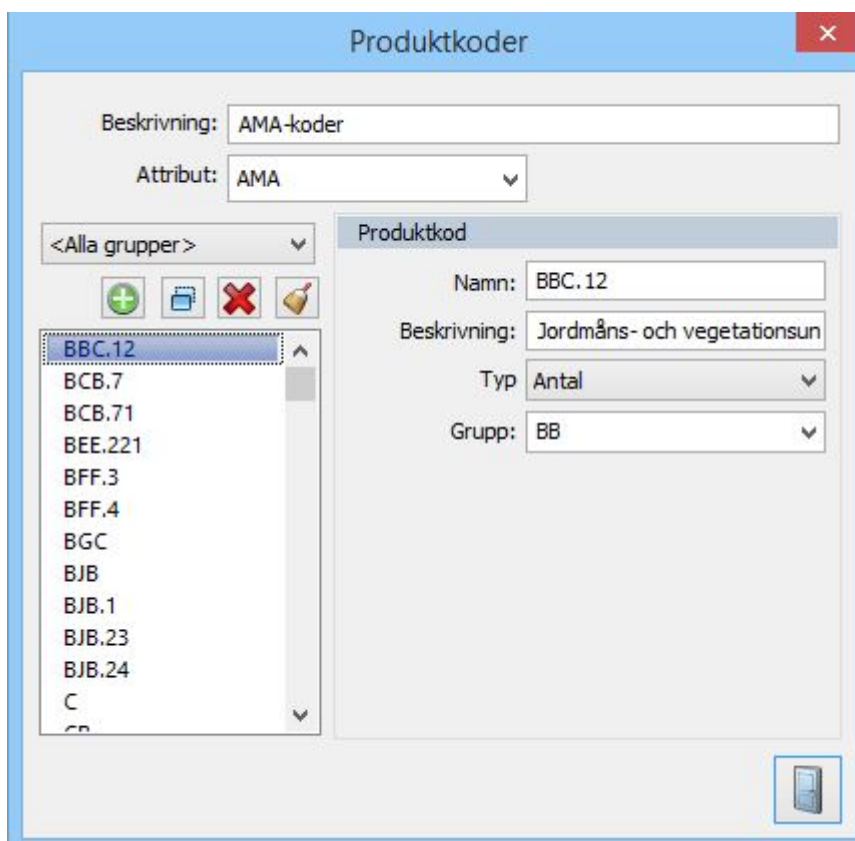 Produktkoder
Beskrivning: AMA-koder
Attribut: AMA
<Alla grupper>
BBC.12
BCB.7
BCB.71
BEE.221
BFF.3
BFF.4
BGC
BJB
BJB.1
BJB.23
BJB.24
C
Produktkod
Namn: BBC.12
Beskrivning: Jordmåns- och vegetationsun
Typ Antal
Grupp: BB